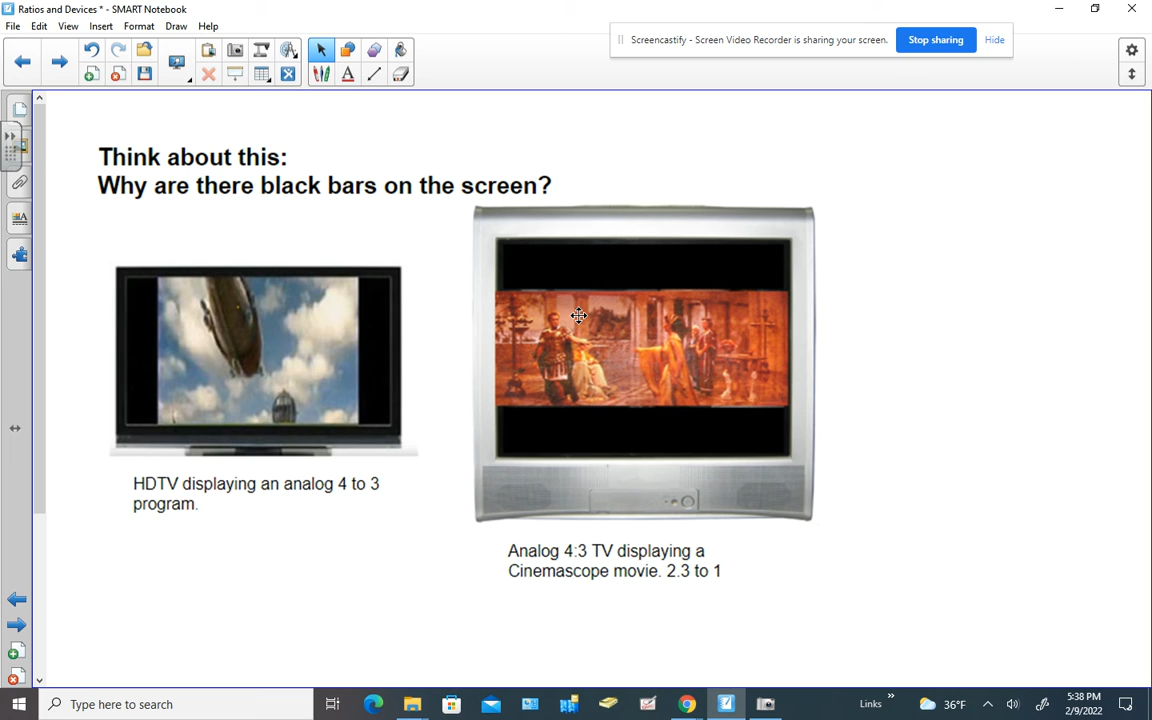 Ratios and Devices * - SMART Notebook
File Edit View Insert Format Draw Help
Screencastify - Screen Video Recorder is sharing your screen. Stop sharing Hide
Think about this:
Why are there black bars on the screen?
HDTV displaying an analog 4 to 3
program.
Analog 4:3 TV displaying a
Cinemascope movie. 2.3 to 1
Type here to search
Links
36°F
5:38 PM
2/9/2022